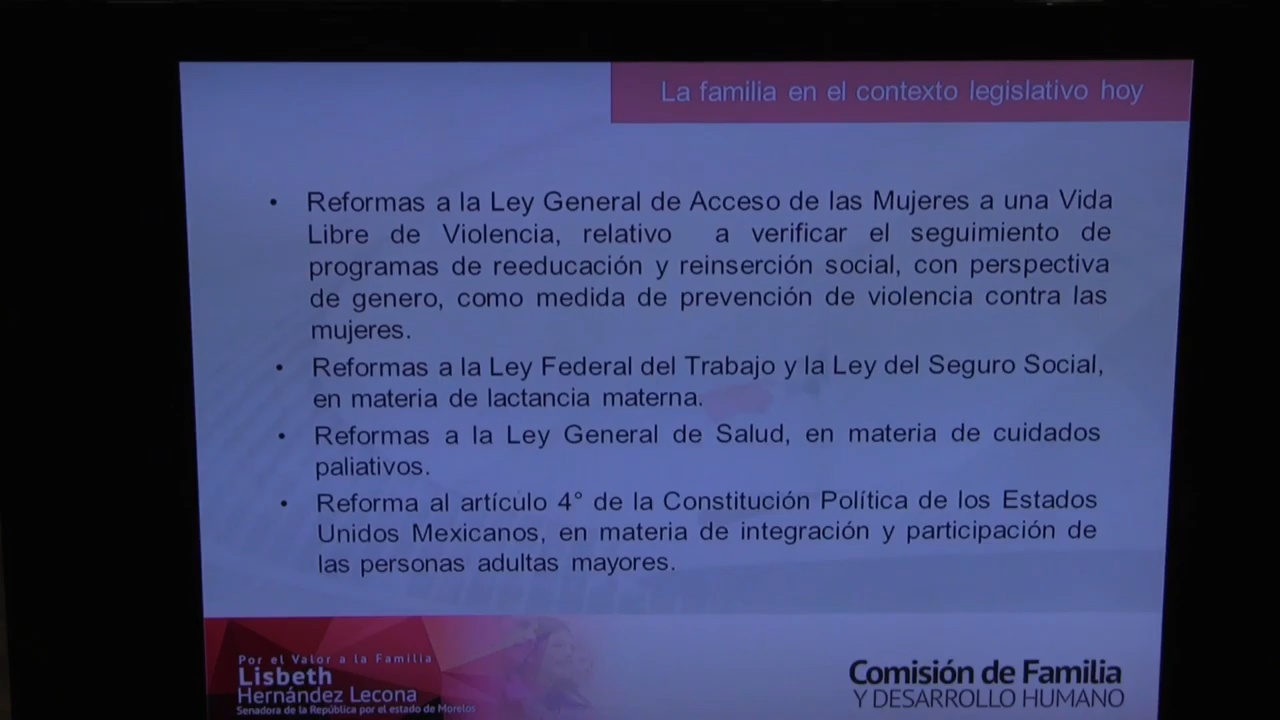 La familia en el contexto legislativo hoy
• Reformas a la Ley General de Acceso de las Mujeres a una Vida
Libre de Violencia, relativo a verificar el seguimiento de
programas de reeducación y reinserción social, con perspectiva
de genero, como medida de prevención de violencia contra las
mujeres.
• Reformas a la Ley Federal del Trabajo y la Ley del Seguro Social,
en materia de lactancia materna.
• Reformas a la Ley General de Salud, en materia de cuidados
paliativos.
• Reforma al artículo 4° de la Constitución Política de los Estados
Unidos Mexicanos, en materia de integración y participación de
las personas adultas mayores.
Por el Valor a la Familia
Lisbeth
Hernández Lecona
Senadora de la República por el estado de Morelos
Comisión de Familia
Y DESARROLLO HUMANO